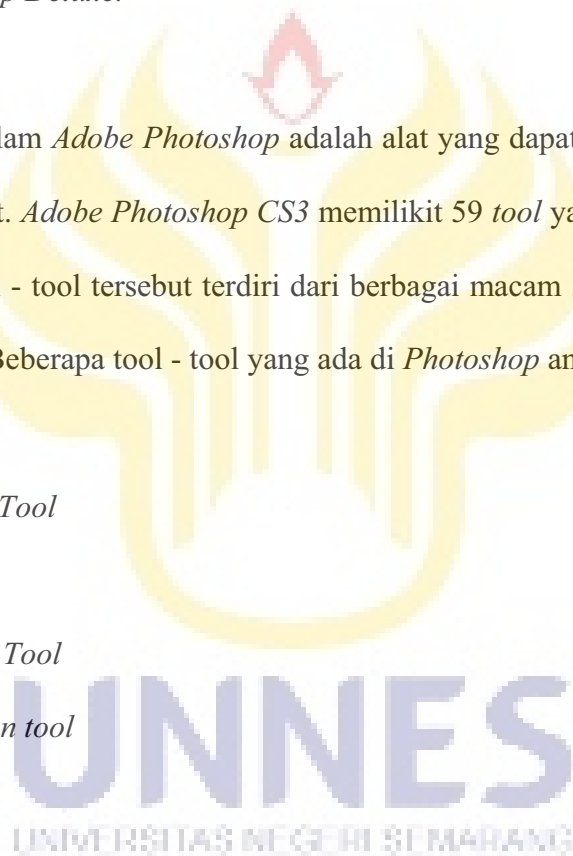 lam Adobe Photoshop adalah alat yang dapat
t. Adobe Photoshop CS3 memilikit 59 tool ya
- tool tersebut terdiri dari berbagai macam
Beberapa tool - tool yang ada di Photoshop an
Tool
Tool
n tool
UNNES
UNIVERSITAS NEGERI SEMARANG